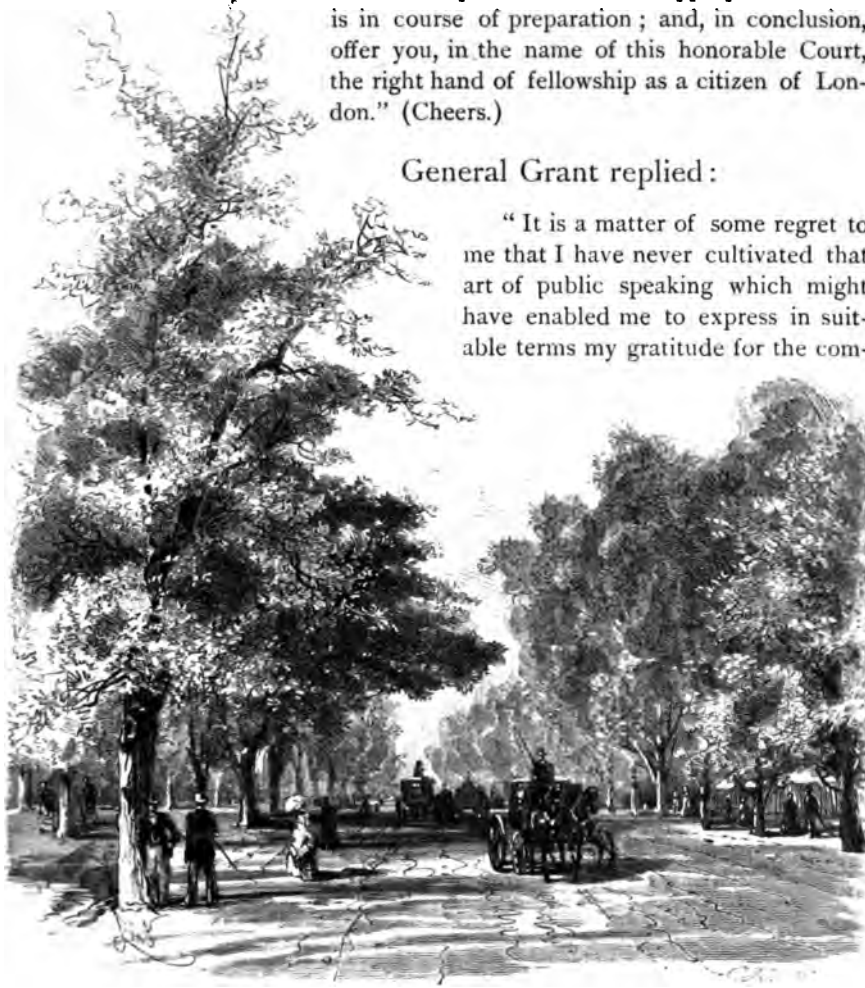 is in course of preparation ; and, in conclusion,
offer you, in the name of this honorable Court,
the right hand of fellowship as a citizen of Lon-
don." (Cheers.)
General Grant replied :
" It is a matter of some regret to
me that I have never cultivated that
art of public speaking which might
have enabled me to express in suit-
able terms my gratitude for the com-